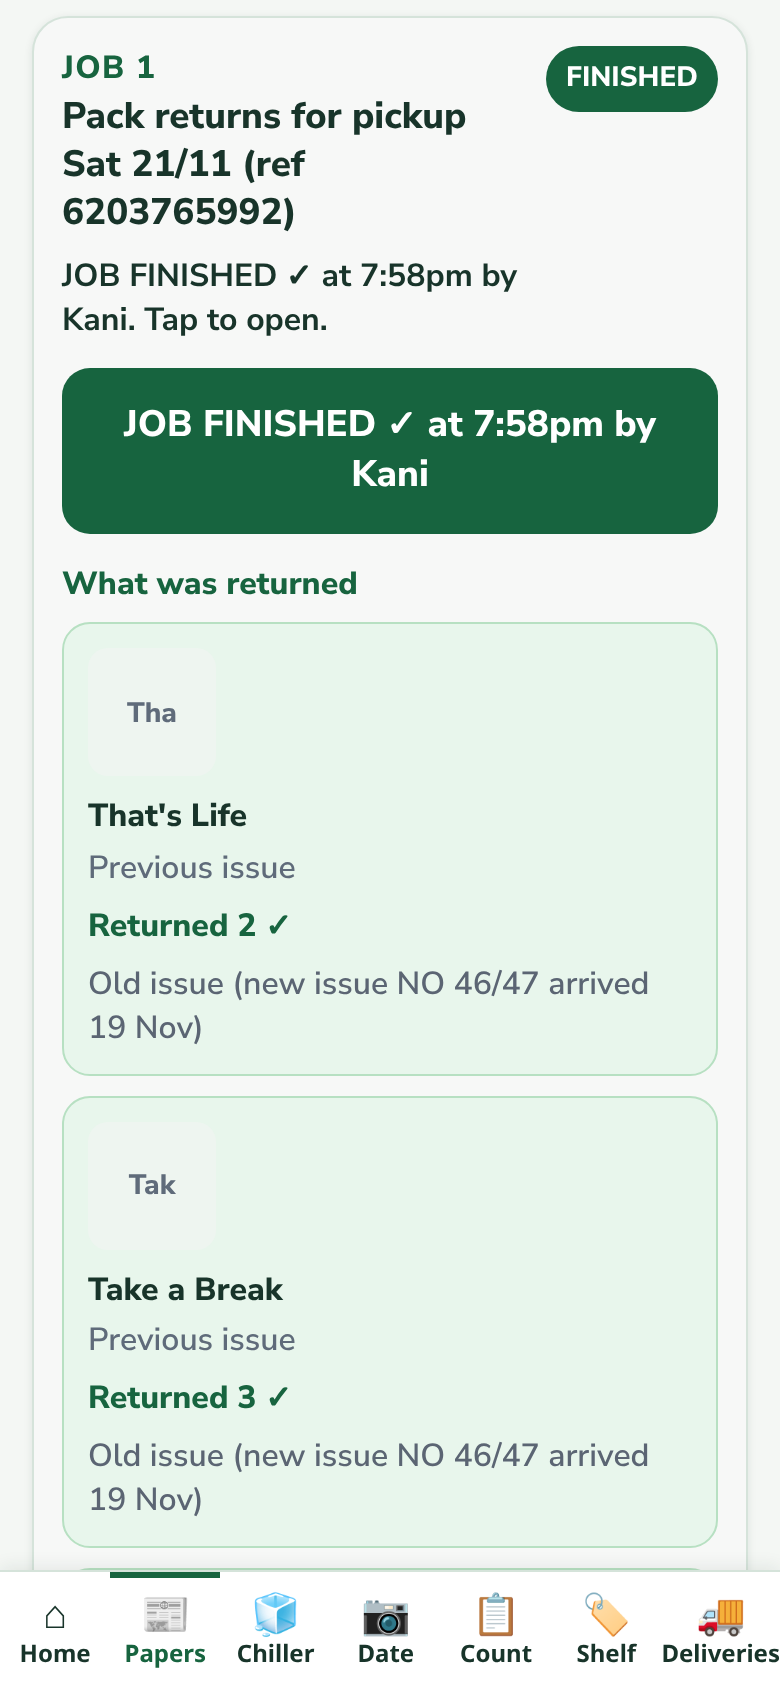 JOB 1
FINISHED
Pack returns for pickup
Sat 21/11 (ref
6203765992)
JOB FINISHED ✓ at 7:58pm by
Kani. Tap to open.
JOB FINISHED ✓ at 7:58pm by
Kani
What was returned
Tha
That's Life
Previous issue
Returned 2 ✓
Old issue (new issue NO 46/47 arrived
19 Nov)
Tak
Take a Break
Previous issue
Returned 3 ✓
Old issue (new issue NO 46/47 arrived
19 Nov)
Home Papers Chiller Date Count Shelf Deliveries